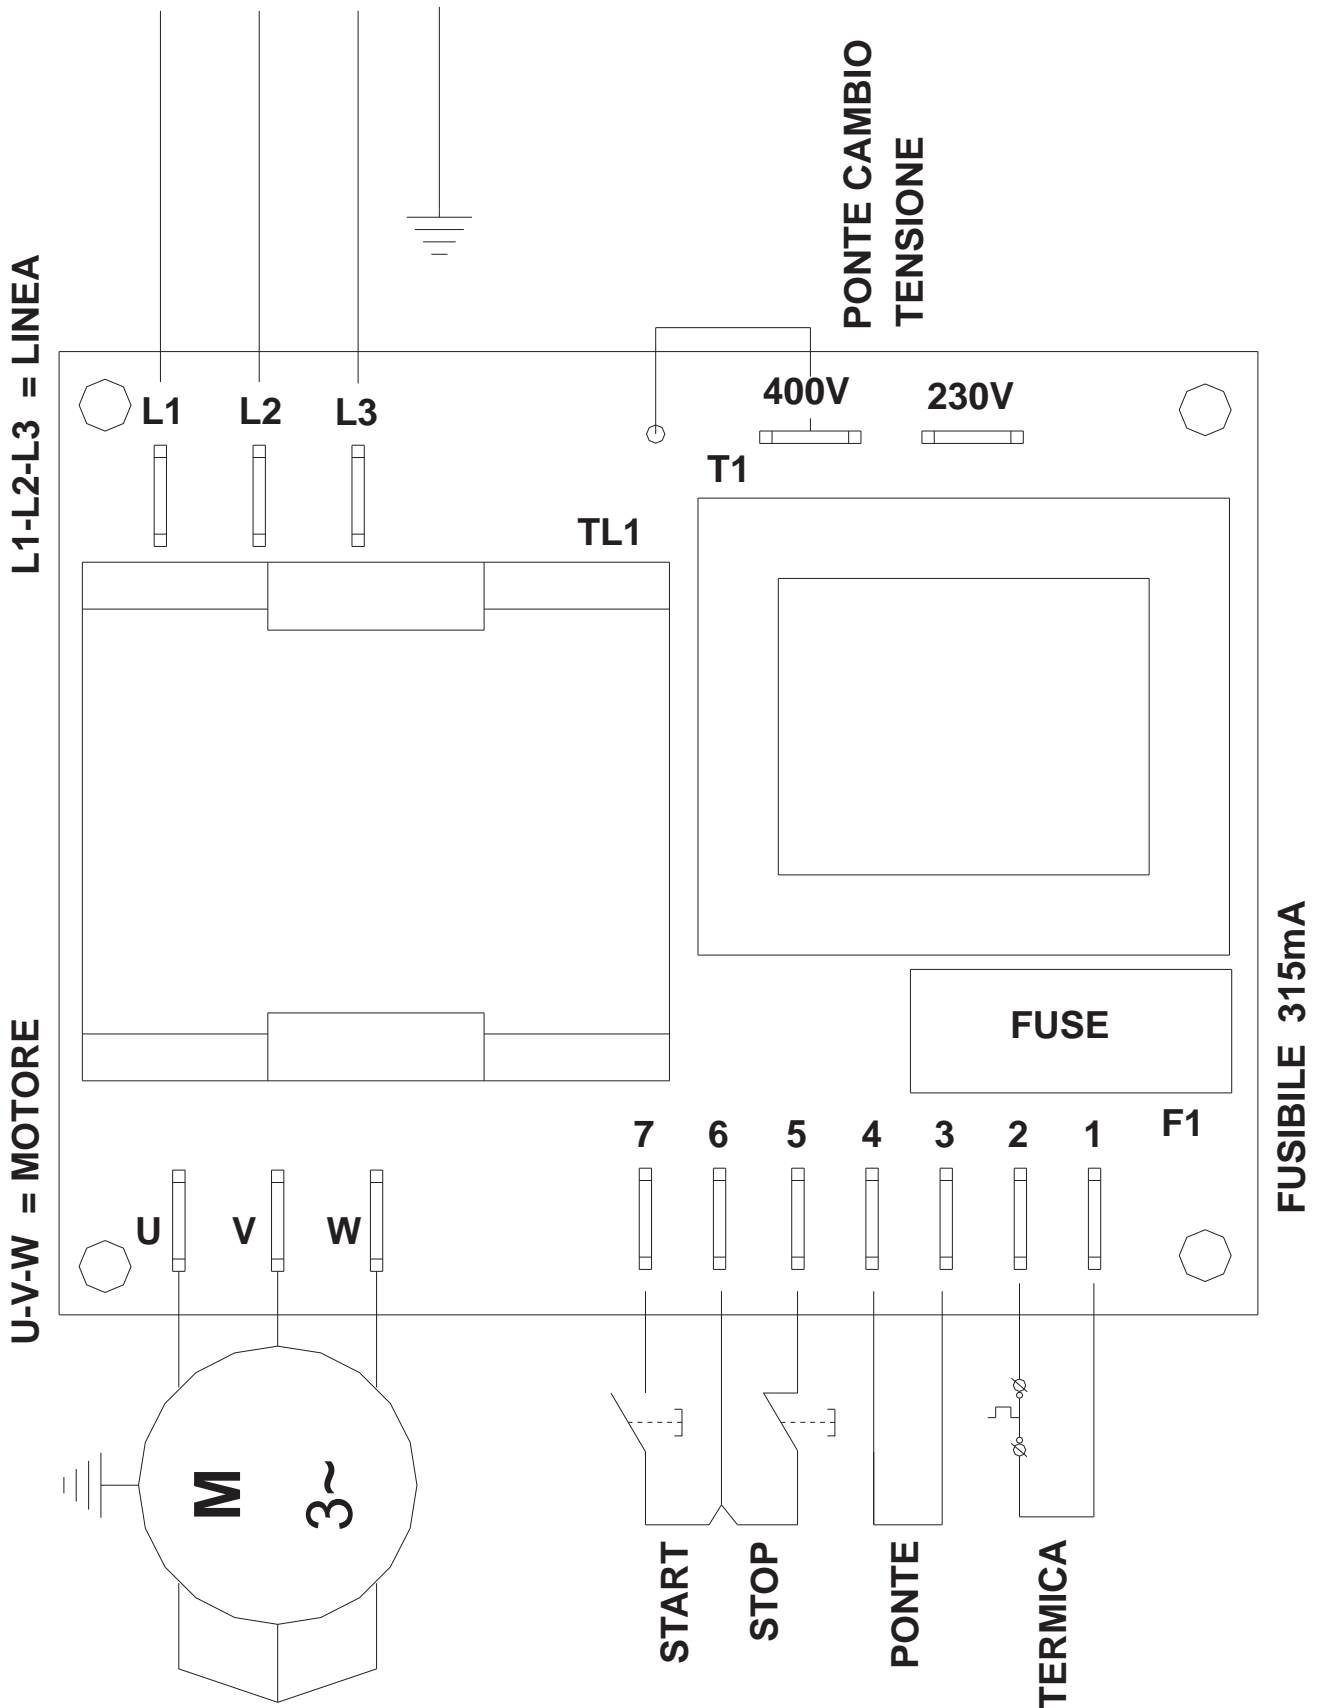 PONTE CAMBIO
TENSIONE
L1-L2-L3 = LINEA
400V
230V
L1
L2
L3
T1
TL1
FUSE
FUSIBILE 315mA
F1
7
6
5
4
3
2
1
U-V-W = MOTORE
U
V
W
M
3~
START
STOP
PONTE
TERMICA